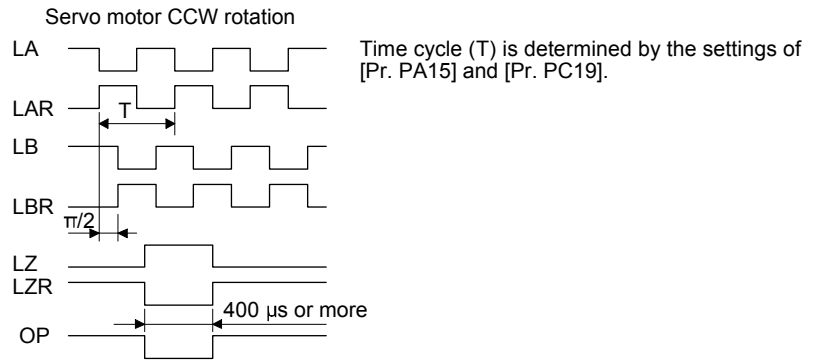 Servo motor CCW rotation
LA
Time cycle (T) is determined by the settings of
[Pr. PA15] and [Pr. PC19].
LAR
T
LB
LBR
π/2
LZ
LZR
400 μs or more
OP